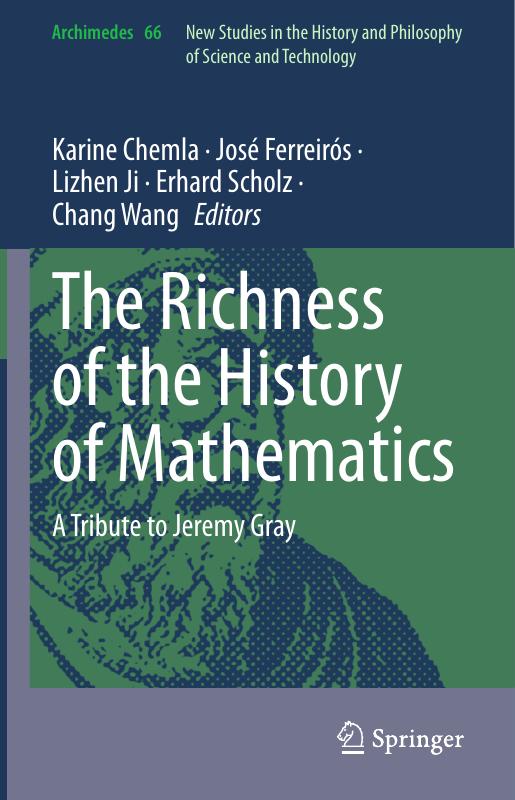 Archimedes 66 New Studies in the History and Philosophy
of Science and Technology
Karine Chemla · José Ferreirós ·
Lizhen Ji · Erhard Scholz ·
Chang Wang Editors
The Richness
of the History
of Mathematics
A Tribute to Jeremy Gray
Springer